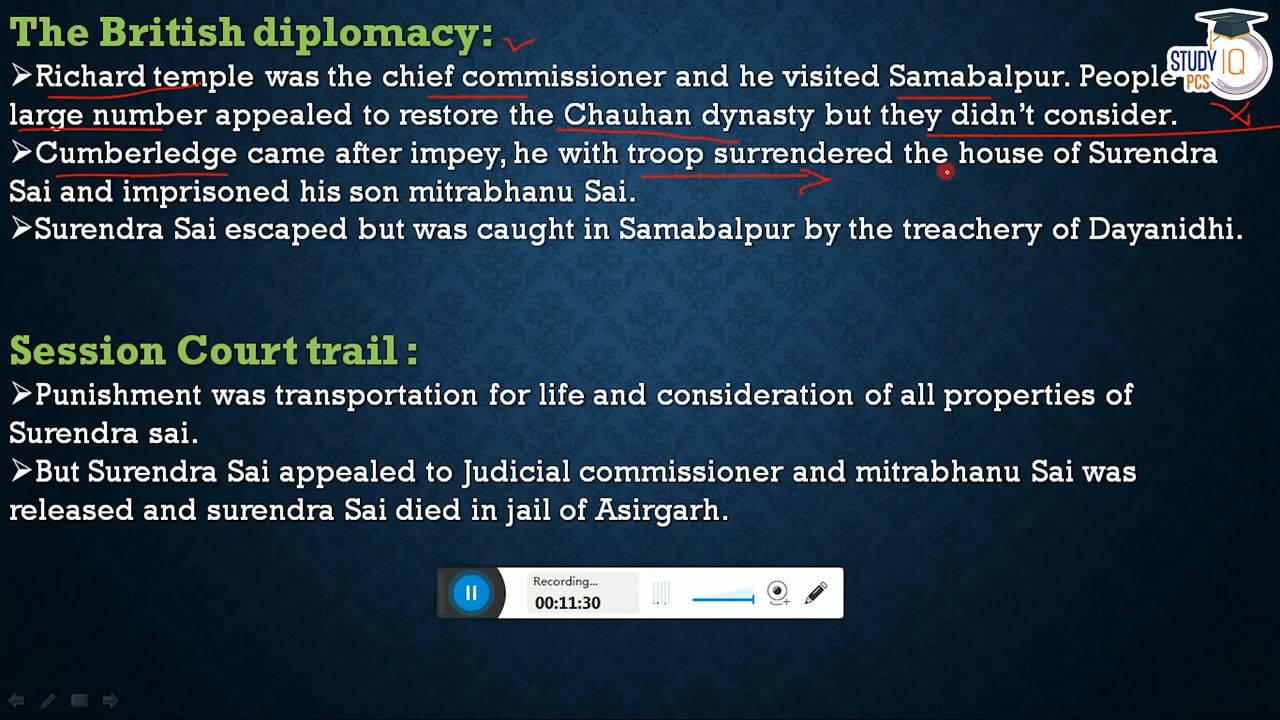 The British diplomacy:
➢Richard temple was the chief commissioner and he visited Samabalpur. People
large number appealed to restore the Chauhan dynasty but they didn't consider.
➢Cumberledge came after impey, he with troop surrendered the house of Surendra
Sai and imprisoned his son mitrabhanu Sai.
➢Surendra Sai escaped but was caught in Samabalpur by the treachery of Dayanidhi.
Session Court trail :
➢Punishment was transportation for life and consideration of all properties of
Surendra sai.
➢But Surendra Sai appealed to Judicial commissioner and mitrabhanu Sai was
released and surendra Sai died in jail of Asirgarh.
STUDY IQ
PCS
Recording...
00:11:30